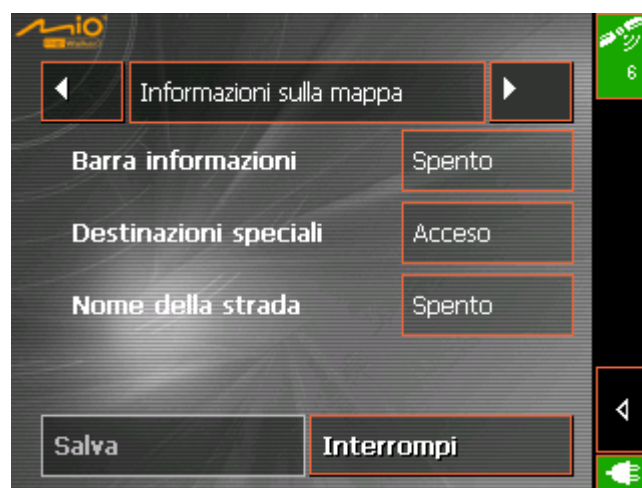 mio
6
Informazioni sulla mappa
Barra informazioni Spento
Destinazioni speciali Acceso
Nome della strada Spento
Salva Interrompi